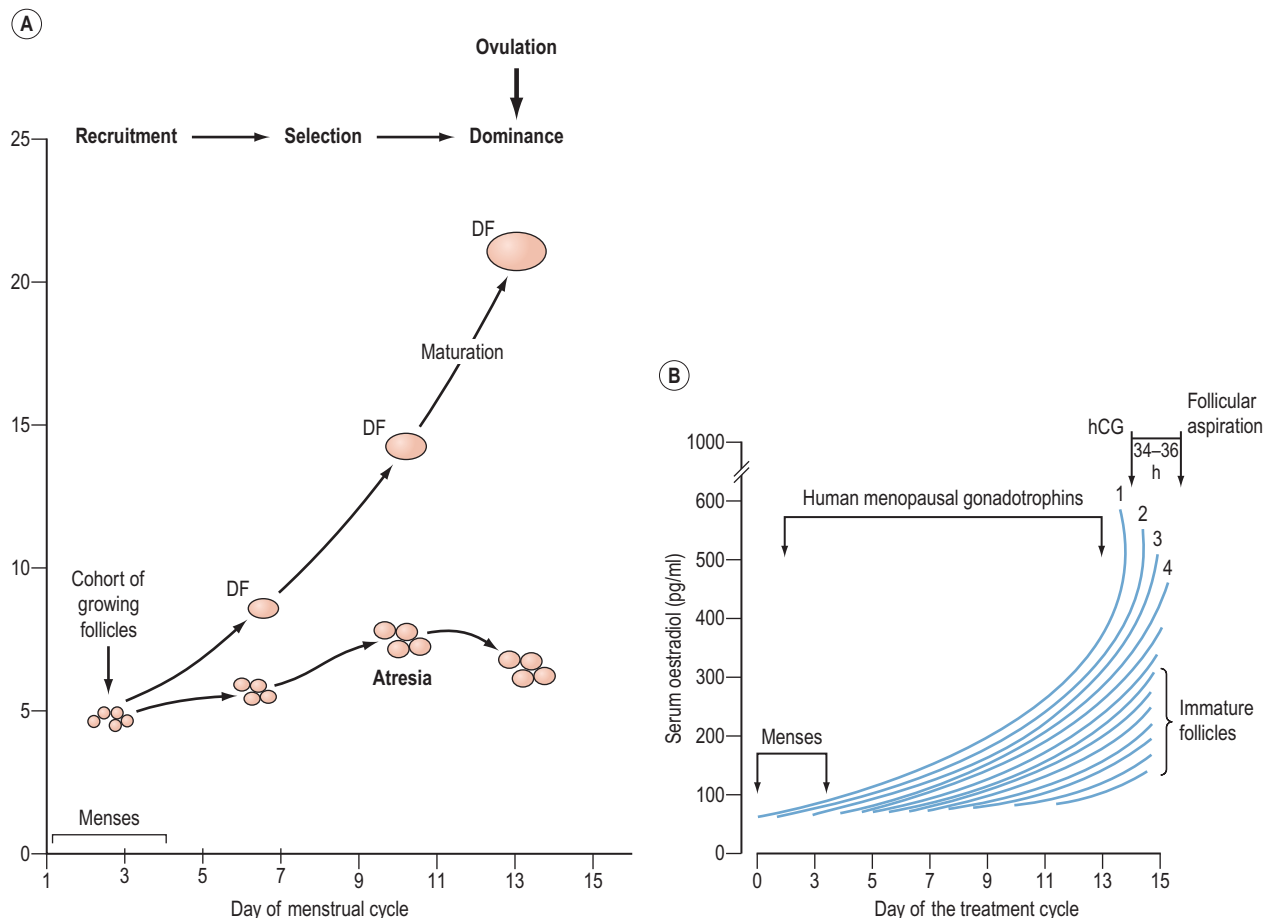 A
Ovulation
Recruitment
Selection
Dominance
25
20
15
10
5
0
DF
Maturation
DF
DF
Cohort of
growing
follicles
Atresia
Menses
1
3
5
7
9
11
13
15
Day of menstrual cycle
B
hCG
Follicular
aspiration
34–36
h
Human menopausal gonadotrophins
1
2
3
4
Menses
Immature
follicles
Serum oestradiol (pg/ml)
1000
600
500
400
300
200
100
0
0
3
5
7
9
11
13
15
Day of the treatment cycle